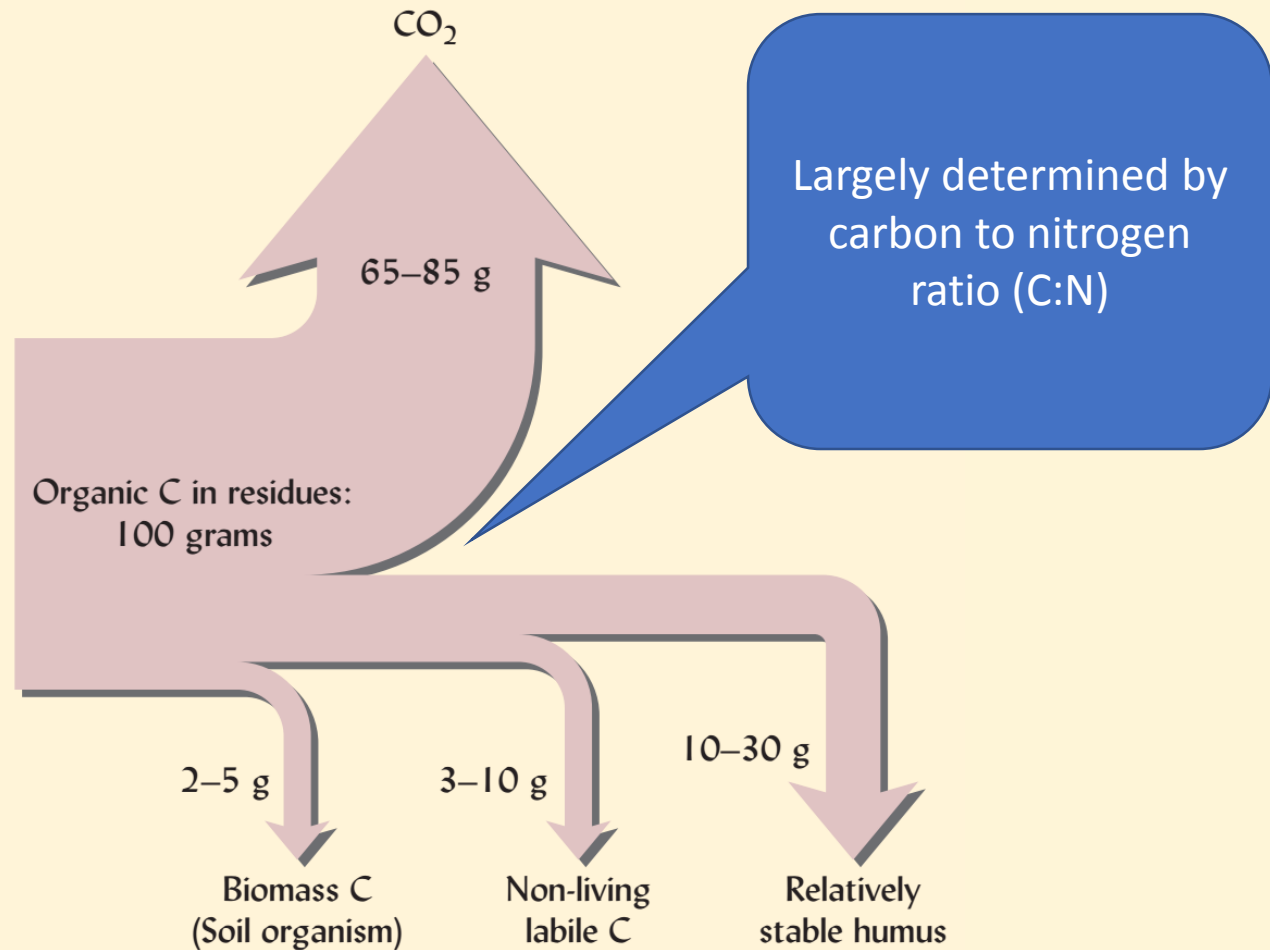 CO₂
Largely determined by
carbon to nitrogen
ratio (C:N)
65–85 g
Organic C in residues:
100 grams
2–5 g
3–10 g
10–30 g
Biomass C
(Soil organism)
Non-living
labile C
Relatively
stable humus